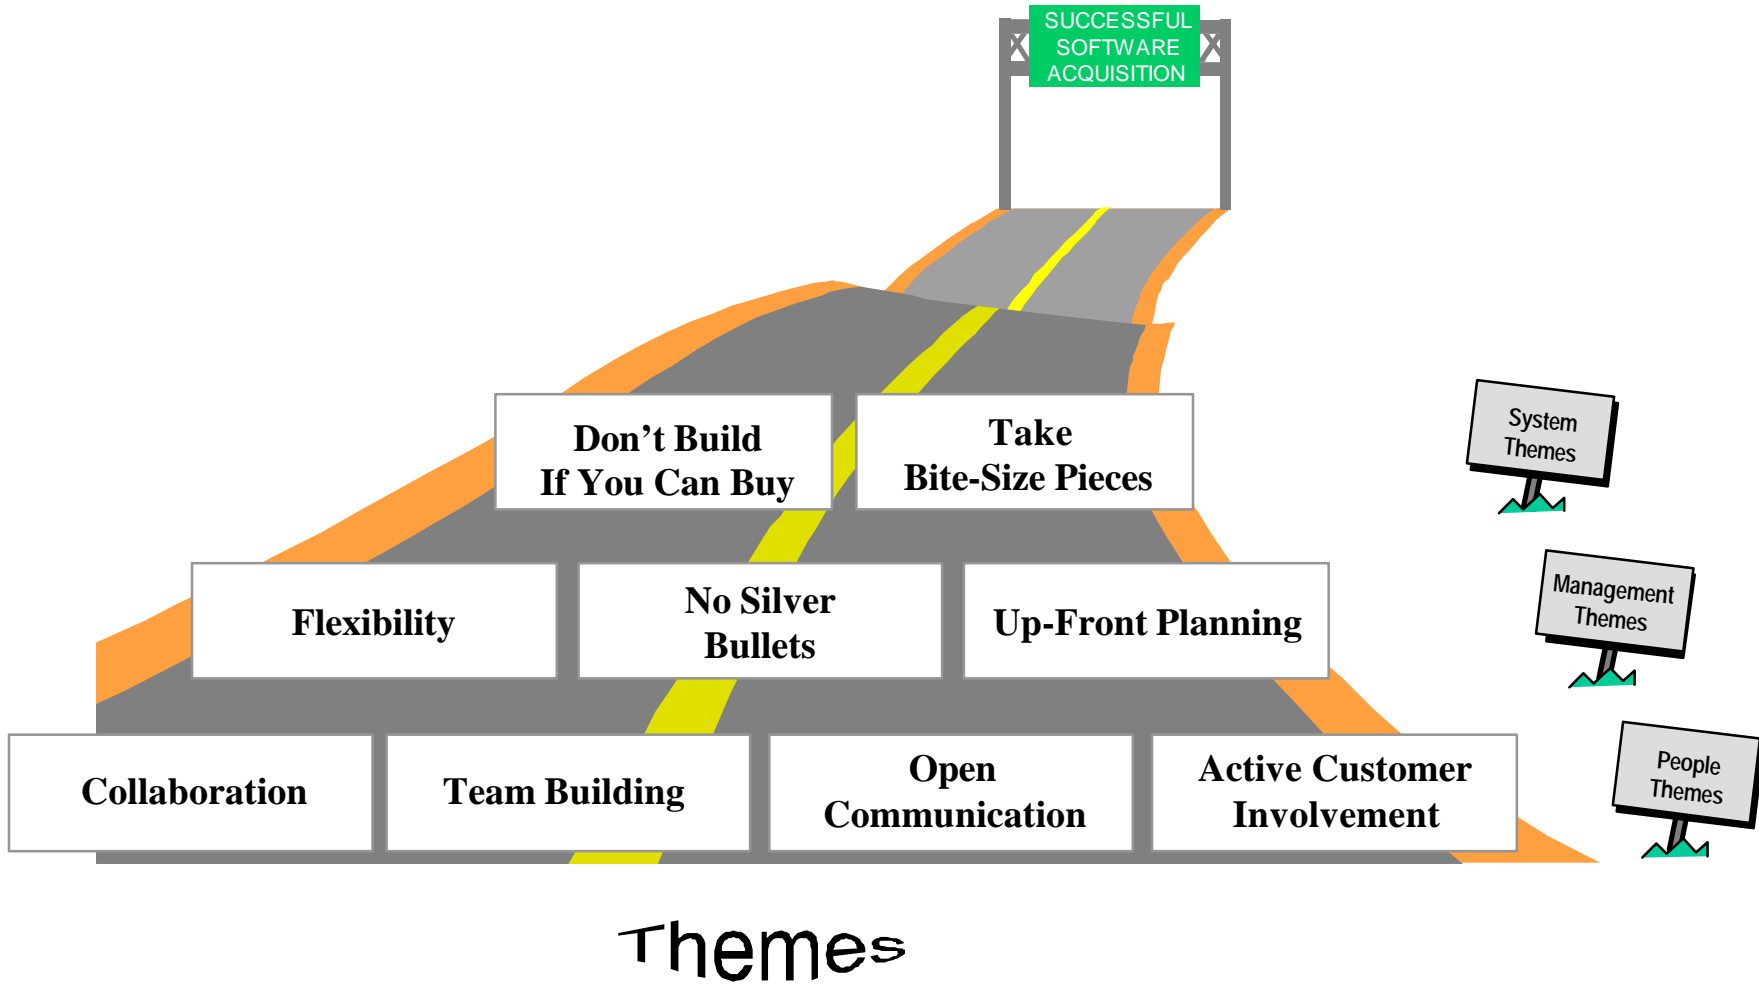 SUCCESSFUL
SOFTWARE
ACQUISITION
Don’t Build
If You Can Buy
Take
Bite-Size Pieces
System
Themes
Flexibility
No Silver
Bullets
Up-Front Planning
Management
Themes
Collaboration
Team Building
Open
Communication
Active Customer
Involvement
People
Themes
Themes